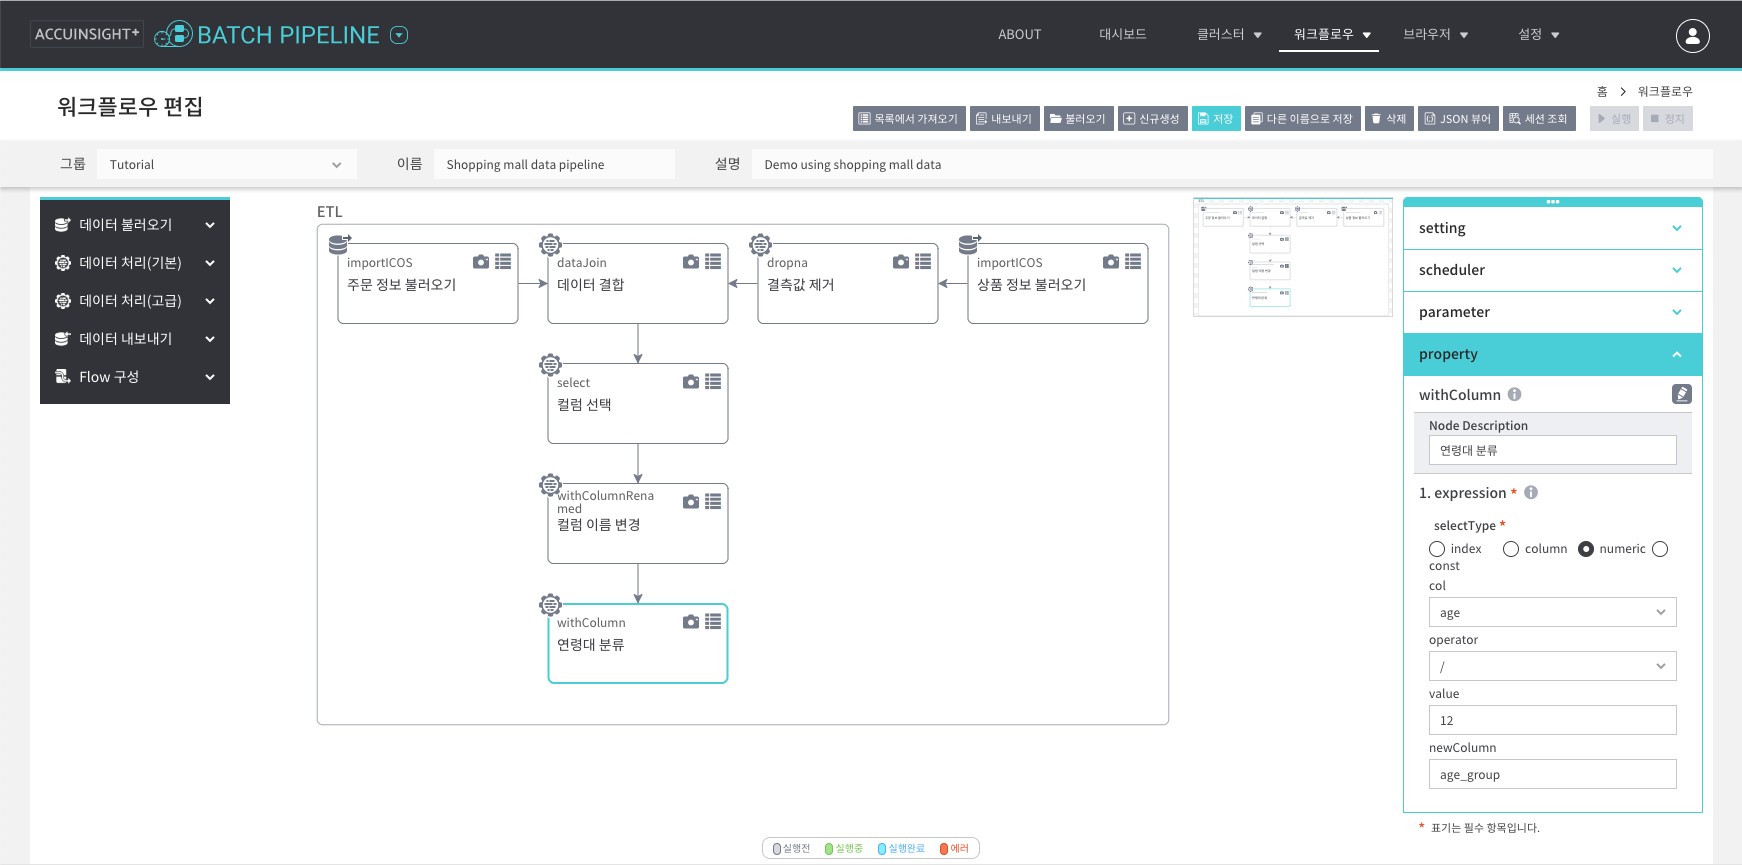 ACCUINSIGHT+ BATCH PIPELINE
ABOUT 대시보드 클러스터 워크플로우 브라우저 설정
홈 > 워크플로우
워크플로우 편집
목록에서 가져오기 내보내기 불러오기 신규생성 저장 다른 이름으로 저장 삭제 JSON 뷰어 세션 조회 실행 정지
그룹 Tutorial 이름 Shopping mall data pipeline 설명 Demo using shopping mall data
데이터 불러오기
데이터 처리(기본)
데이터 처리(고급)
데이터 내보내기
Flow 구성
ETL
importICOS
주문 정보 불러오기
dataJoin
데이터 결합
dropna
결측값 제거
importICOS
상품 정보 불러오기
select
컬럼 선택
withColumnRena
med
컬럼 이름 변경
withColumn
연령대 분류
setting
scheduler
parameter
property
withColumn
Node Description
연령대 분류
1. expression *
selectType *
index column numeric
const
col
age
operator
/
value
12
newColumn
age_group
* 표기는 필수 항목입니다.
실행전 실행중 실행완료 에러